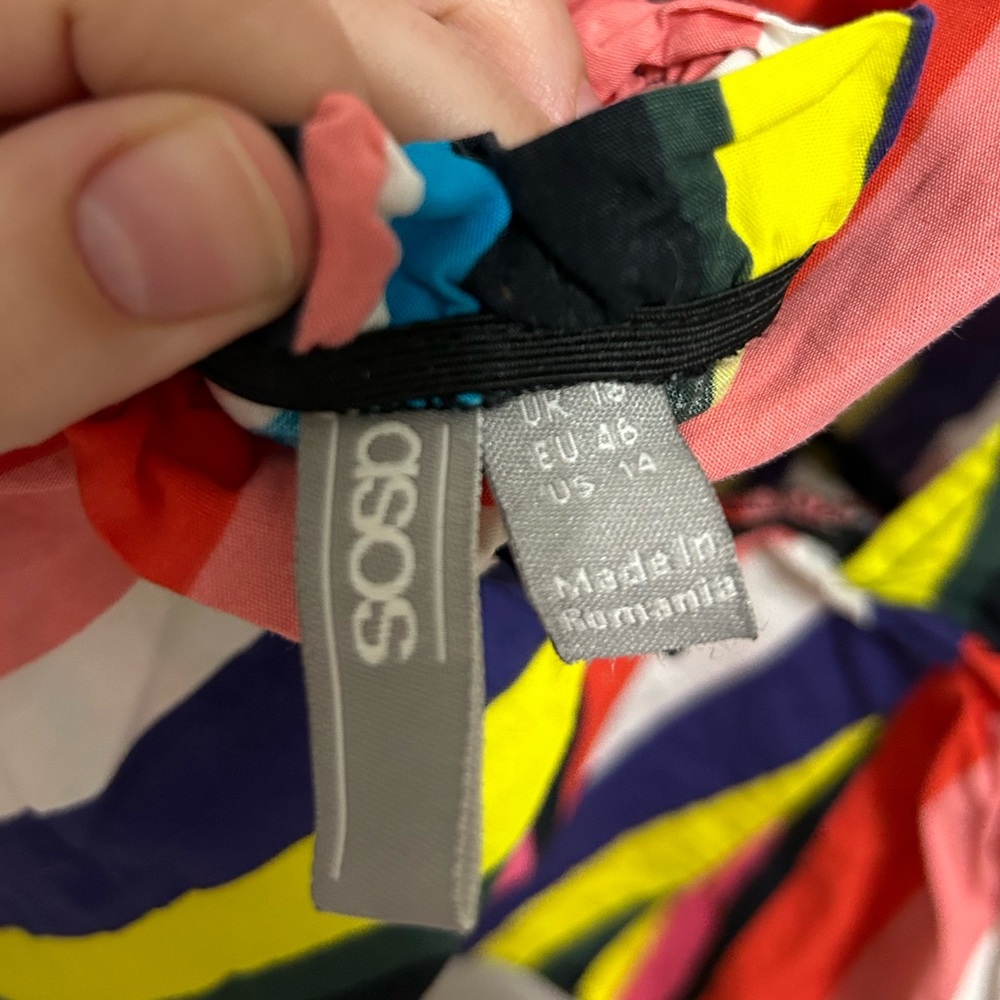 asos
UK 18
EU 46
US 14
Made In
Romania